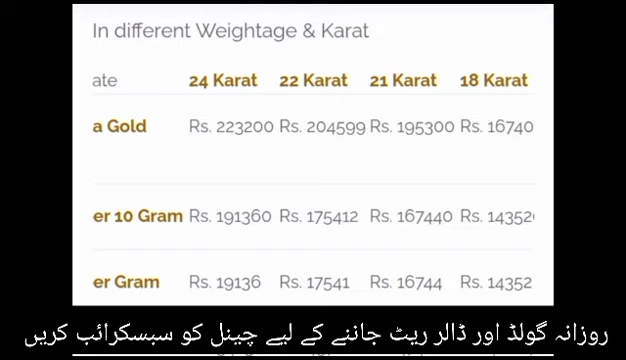 In different Weightage & Karat
ate 24 Karat 22 Karat 21 Karat 18 Karat
a Gold Rs. 223200 Rs. 204599 Rs. 195300 Rs. 16740
er 10 Gram Rs. 191360 Rs. 175412 Rs. 167440 Rs. 14352
er Gram Rs. 19136 Rs. 17541 Rs. 16744 Rs. 14352
روزانہ گولڈ اور ڈالر ریٹ جاننے کے لیے چینل کو سبسکرائب کریں